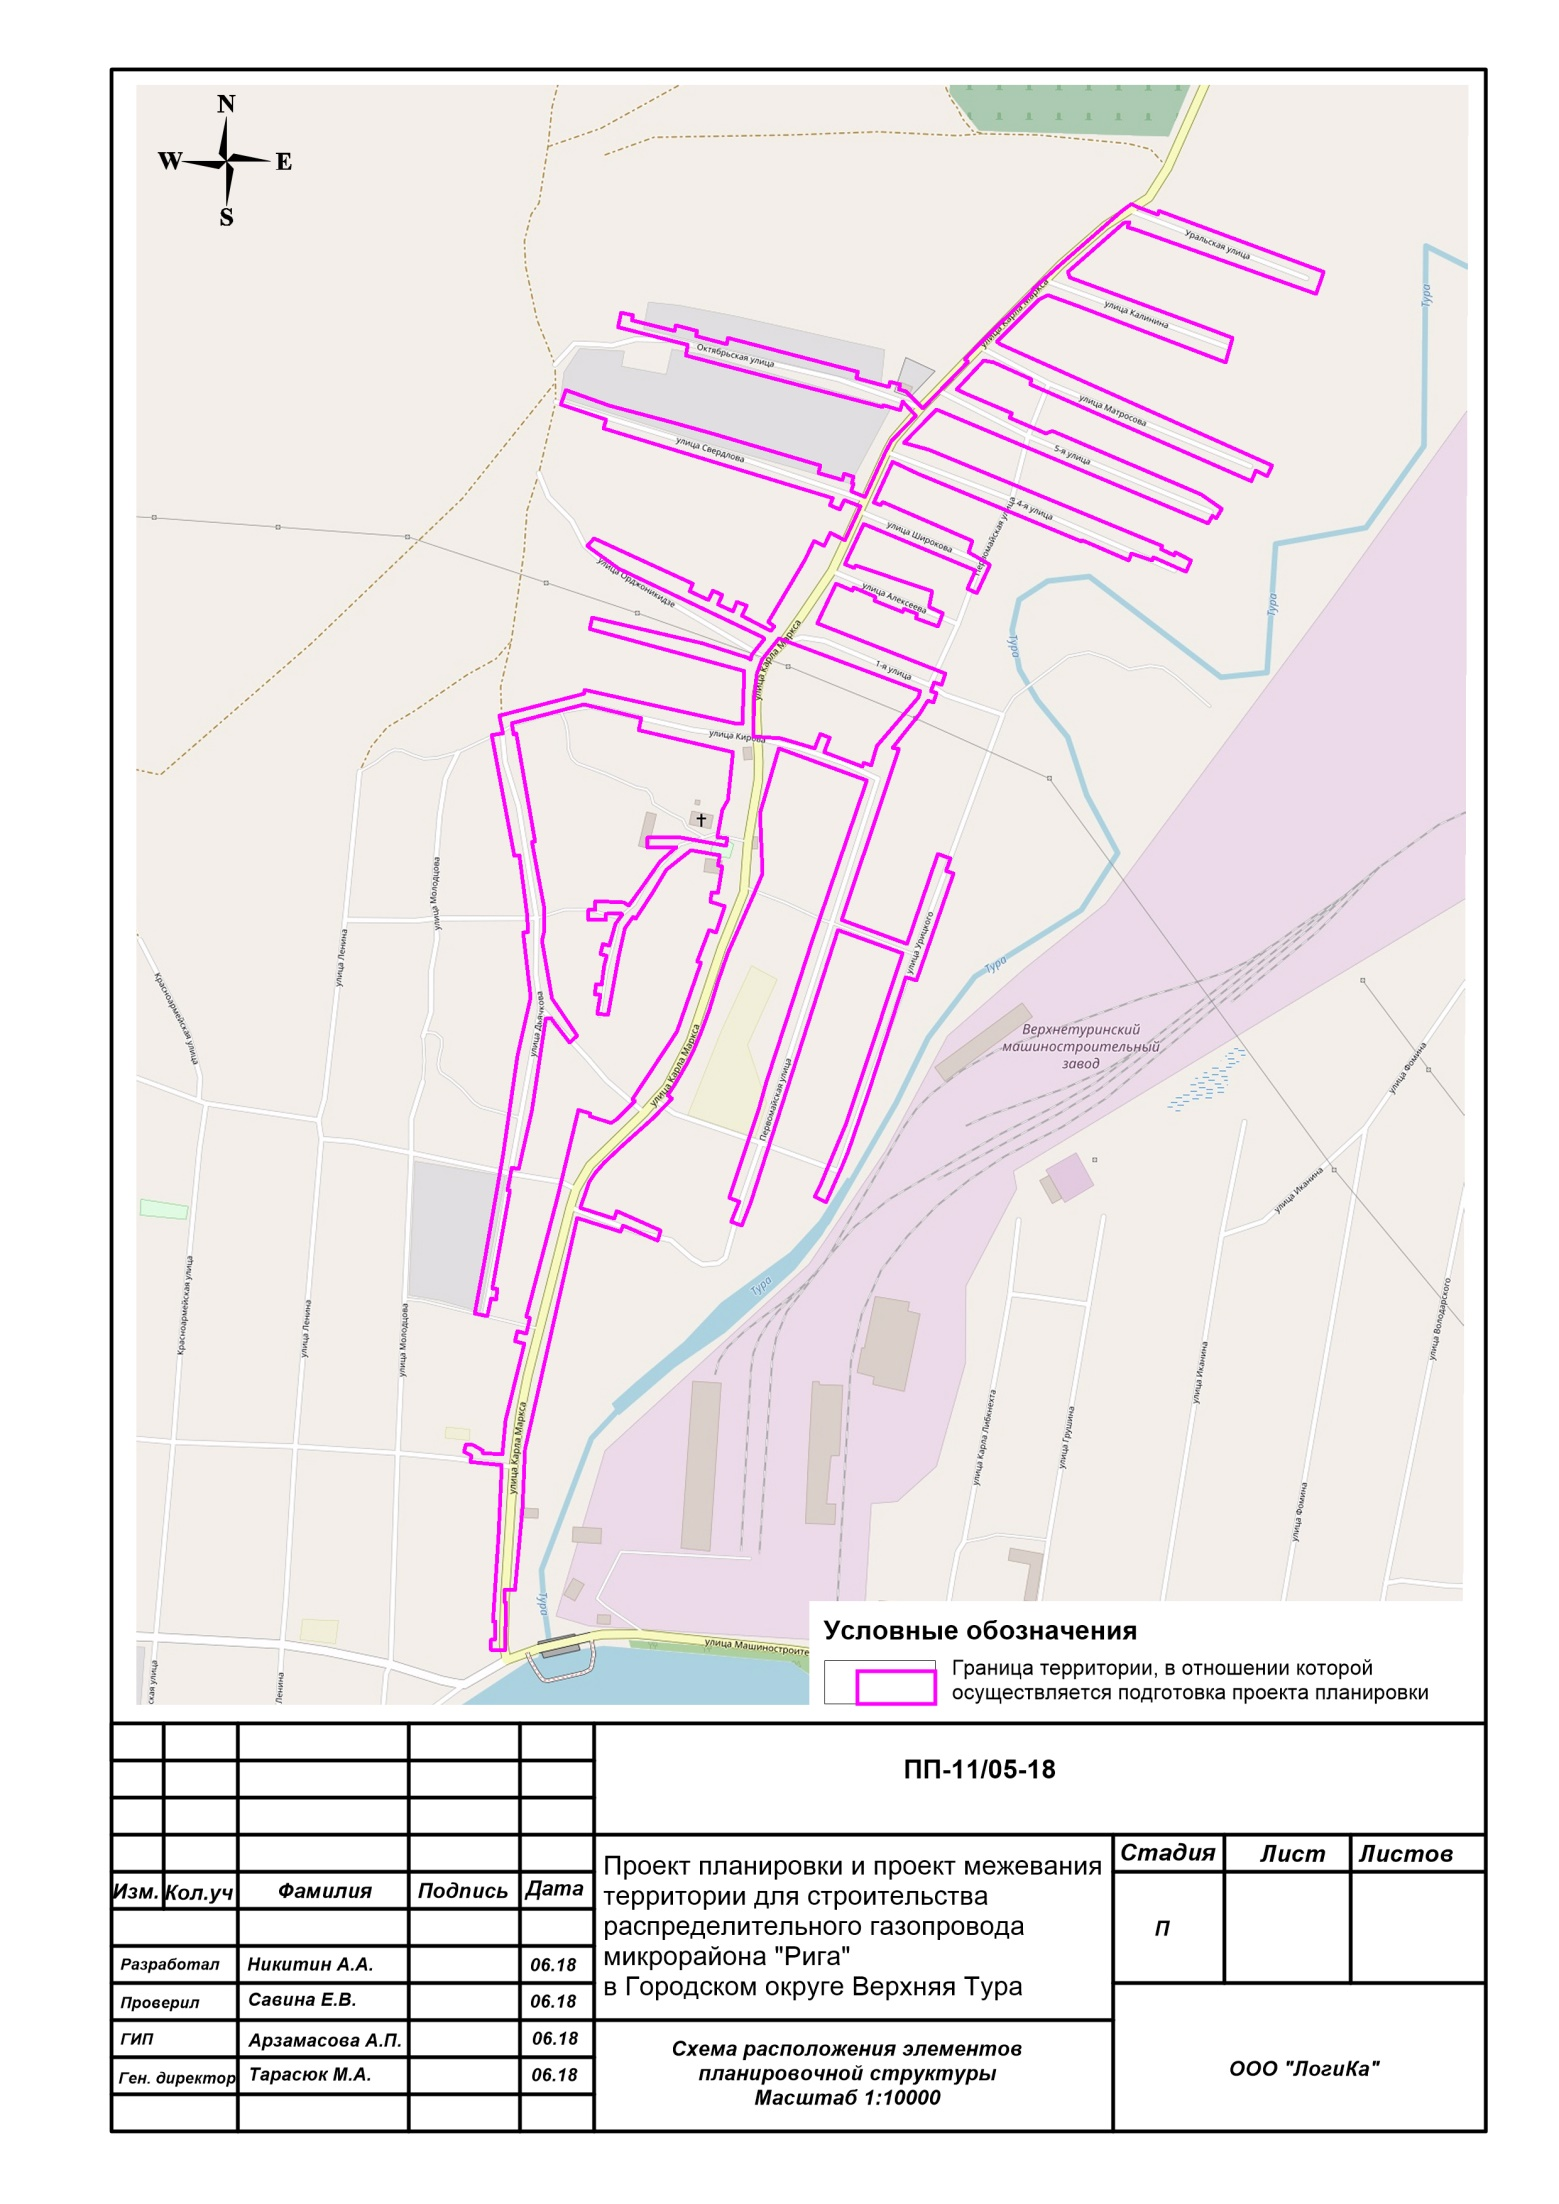 N
W E
S
Уральская улица
улица Калинина
улица Карла Маркса
Октябрьская улица
улица Матросова
улица Свердлова
5-я улица
4-я улица
Первомайская улица
улица Широкова
улица Орджоникидзе
улица Алексеева
улица Карла Маркса
1-я улица
улица Кирова
Тура
Тура
Тура
улица Молодцова
улица Ленина
Красноармейская улица
улица Дьячкова
улица Урицкого
Тура
улица Карла Маркса
Первомайская улица
Верхнетуринский
машиностроительный
завод
улица Фомина
улица Иканина
Тура
Красноармейская улица
улица Ленина
улица Молодцова
улица Карла Маркса
улица Карла Либкнехта
улица Грушина
улица Иканина
улица Фомина
улица Володарского
Тура
улица Машиностроите
ская улица
Ленина
Условные обозначения
Граница территории, в отношении которой
осуществляется подготовка проекта планировки
ПП-11/05-18
Изм. Кол.уч Фамилия Подпись Дата
Разработал Никитин А.А. 06.18
Проверил Савина Е.В. 06.18
ГИП Арзамасова А.П. 06.18
Ген. директор Тарасюк М.А. 06.18
Проект планировки и проект межевания
территории для строительства
распределительного газопровода
микрорайона "Рига"
в Городском округе Верхняя Тура
Стадия Лист Листов
П
Схема расположения элементов
планировочной структуры
Масштаб 1:10000
ООО "ЛогиКа"